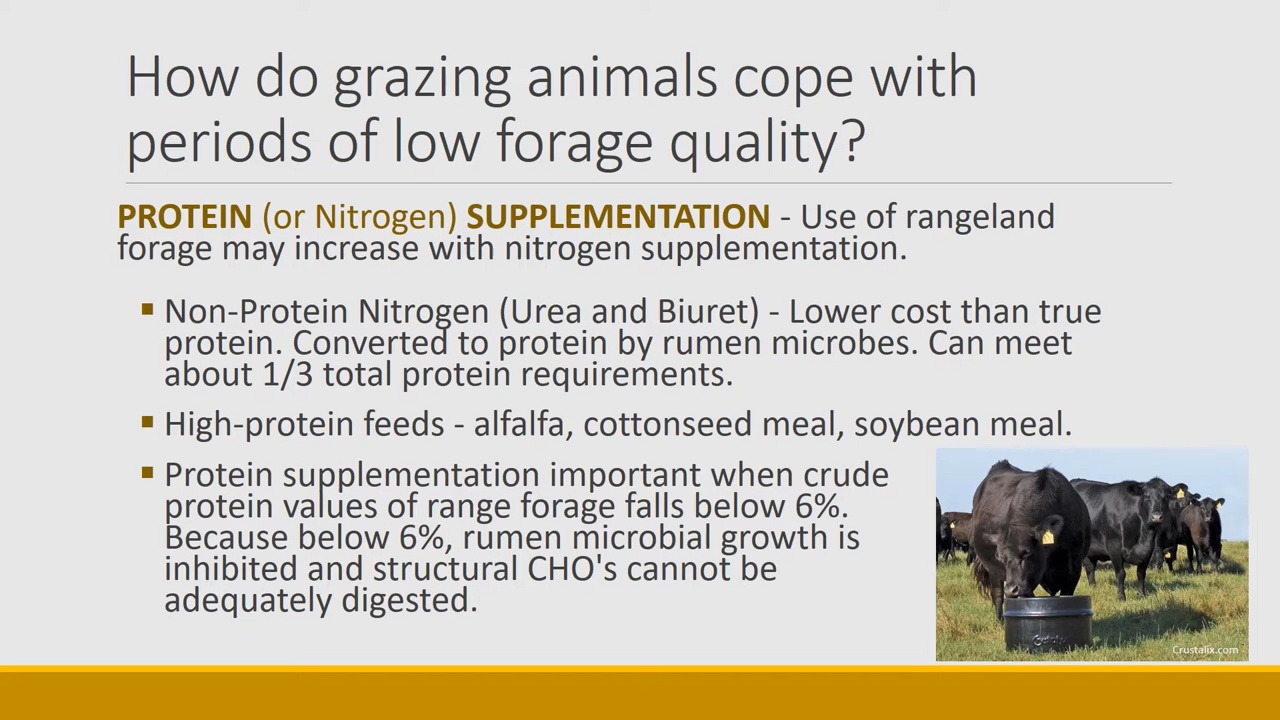 How do grazing animals cope with
periods of low forage quality?
PROTEIN (or Nitrogen) SUPPLEMENTATION - Use of rangeland
forage may increase with nitrogen supplementation.
▪ Non-Protein Nitrogen (Urea and Biuret) - Lower cost than true
protein. Converted to protein by rumen microbes. Can meet
about 1/3 total protein requirements.
▪ High-protein feeds - alfalfa, cottonseed meal, soybean meal.
▪ Protein supplementation important when crude
protein values of range forage falls below 6%.
Because below 6%, rumen microbial growth is
inhibited and structural CHO's cannot be
adequately digested.
Crustalix.com